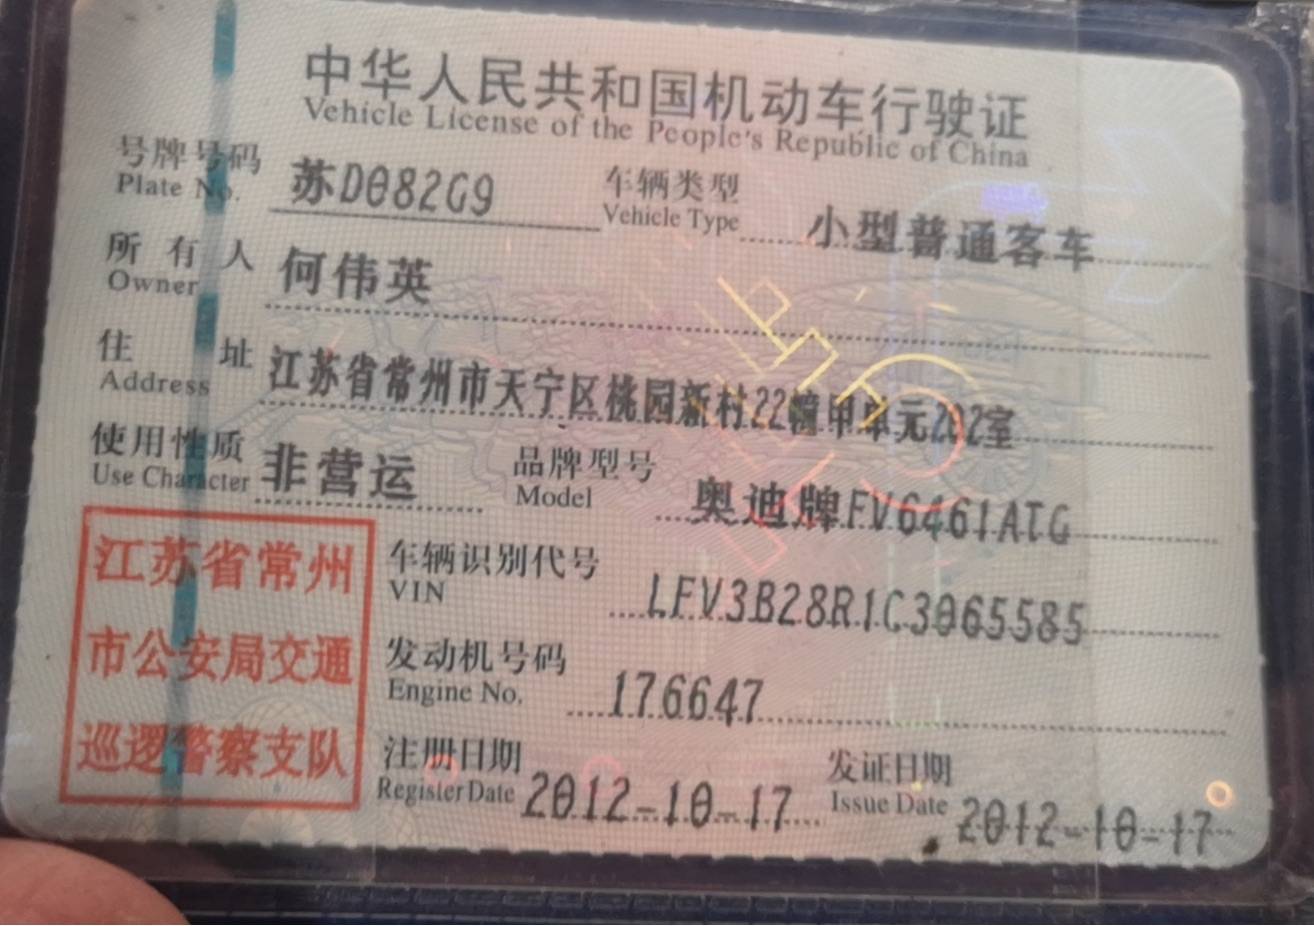 中华人民共和国机动车行驶证
Vehicle License of the People's Republic of China
号牌号码 苏D082G9 车辆类型 小型普通客车
Plate No. Vehicle Type
所有人 何伟英
Owner
住址 江苏省常州市天宁区桃园新村22幢甲单元202室
Address
使用性质 非营运 品牌型号 奥迪牌FV6461ATG
Use Character Model
江苏省常州
市公安局交通
巡逻警察支队
车辆识别代号 LFV3B28R1C3065585
VIN
发动机号码 176647
Engine No.
注册日期 2012-10-17 发证日期 2012-10-17
Register Date Issue Date